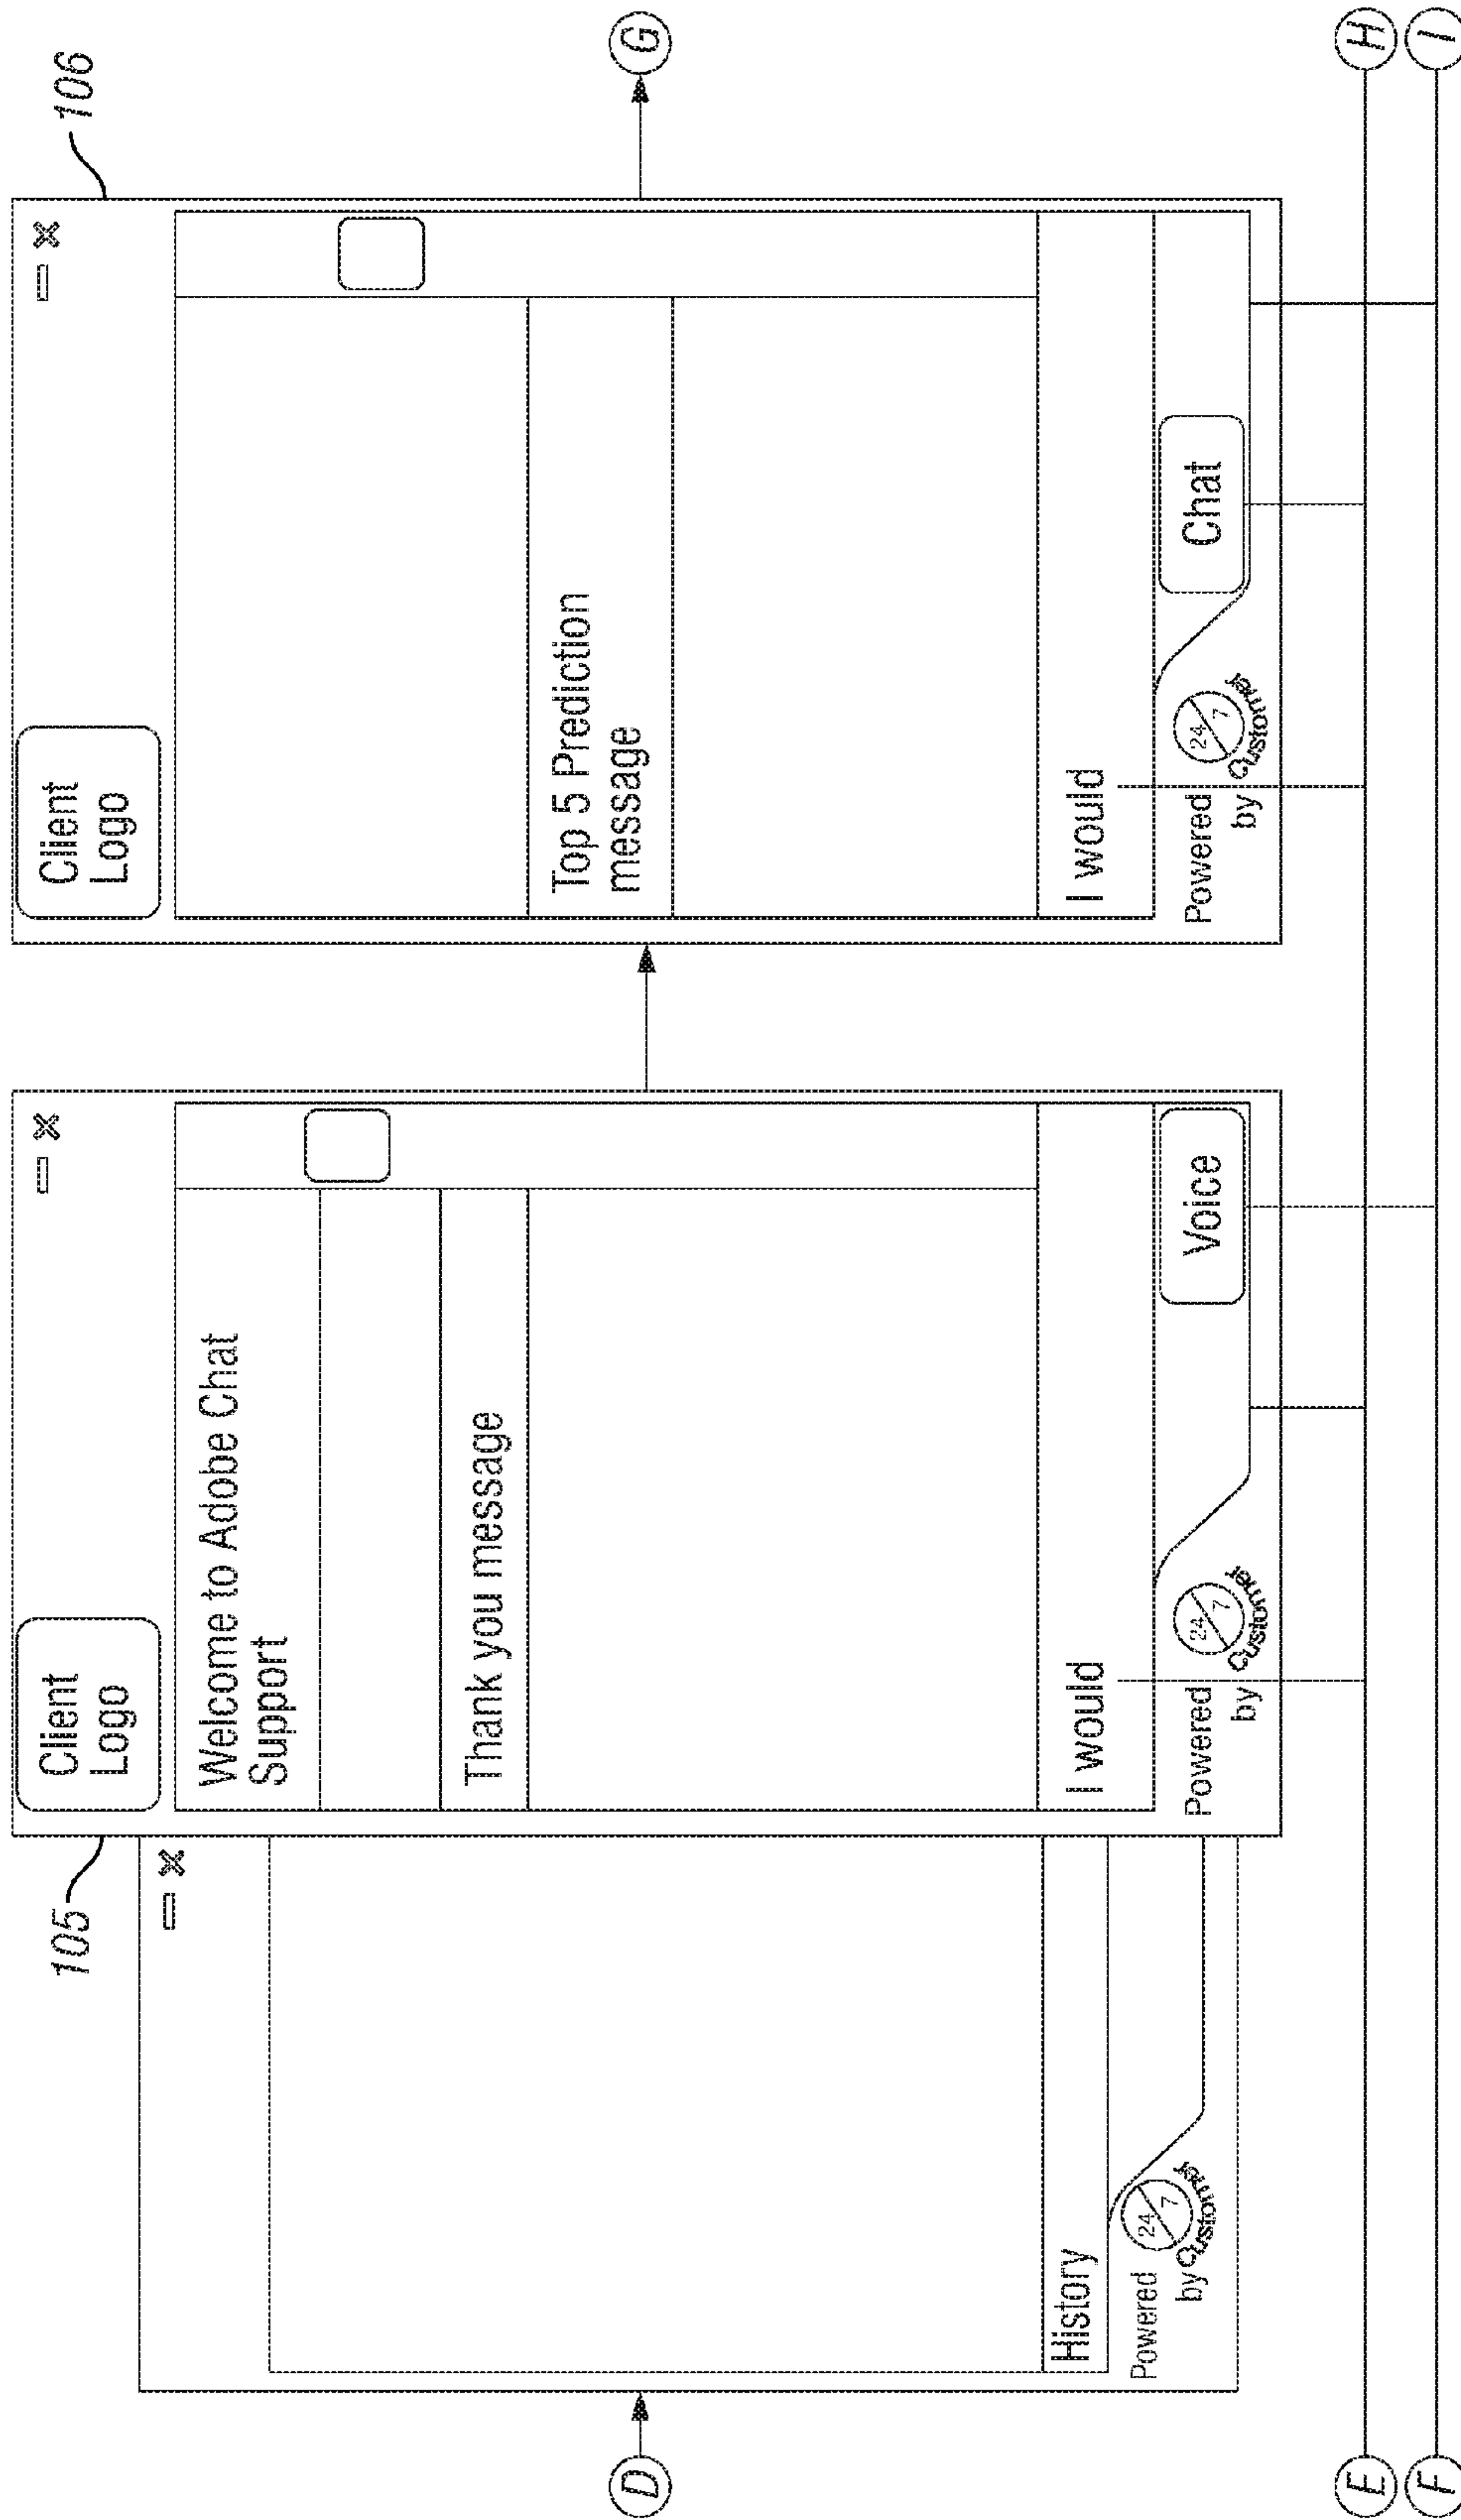 D
E
F
History
Powered
by
24
7
Customer
105
Client
Logo
Welcome to Adobe Chat
Support
Thank you message
I would
Voice
Powered
by
24
7
Customer
106
Client
Logo
Top 5 Prediction
message
I would
Chat
Powered
by
24
7
Customer
G
H
I